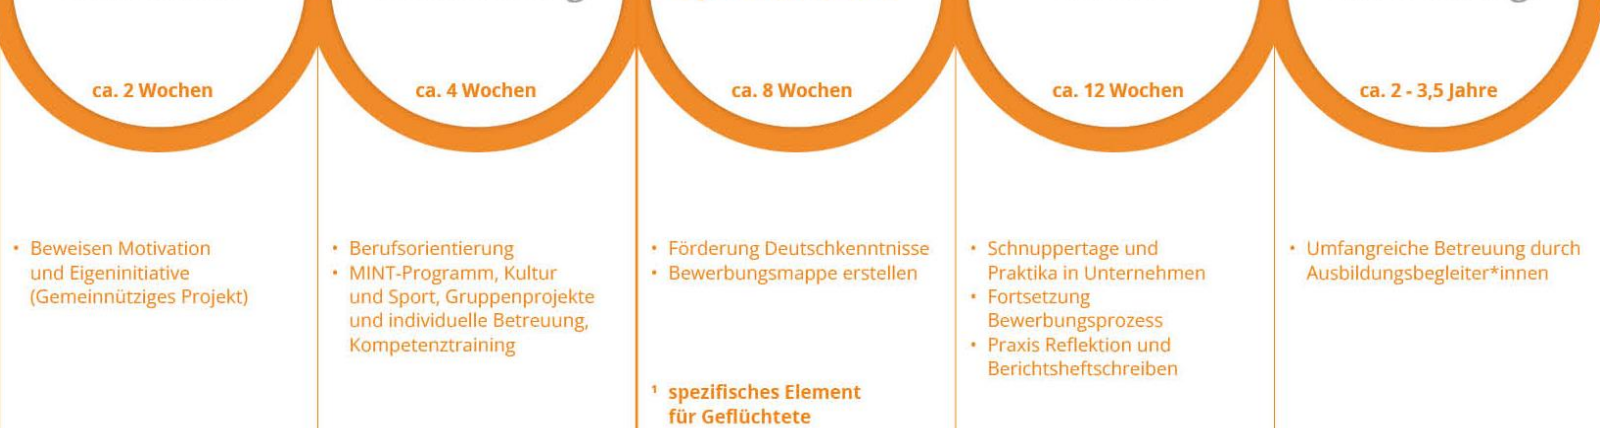 ca. 2 Wochen
ca. 4 Wochen
ca. 8 Wochen
ca. 12 Wochen
ca. 2 - 3,5 Jahre
• Beweisen Motivation
und Eigeninitiative
(Gemeinnütziges Projekt)
• Berufsorientierung
• MINT-Programm, Kultur
und Sport, Gruppenprojekte
und individuelle Betreuung,
Kompetenztraining
• Förderung Deutschkenntnisse
• Bewerbungsmappe erstellen
¹ spezifisches Element
für Geflüchtete
• Schnuppertage und
Praktika in Unternehmen
• Fortsetzung
Bewerbungsprozess
• Praxis Reflektion und
Berichtsheftschreiben
• Umfangreiche Betreuung durch
Ausbildungsbegleiter*innen